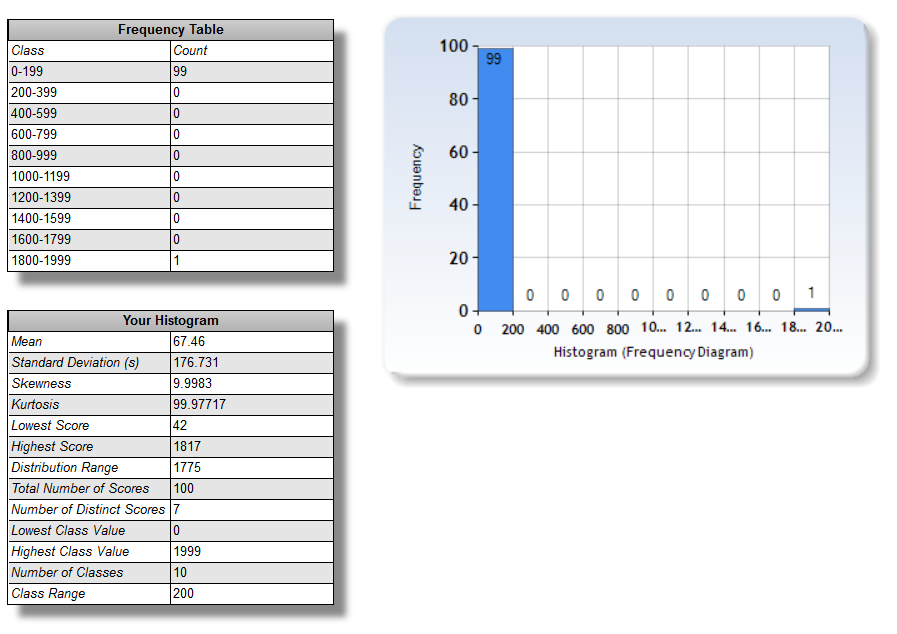 Frequency Table
Class Count
0-199 99
200-399 0
400-599 0
600-799 0
800-999 0
1000-1199 0
1200-1399 0
1400-1599 0
1600-1799 0
1800-1999 1
Your Histogram
Mean 67.46
Standard Deviation (s) 176.731
Skewness 9.9983
Kurtosis 99.97717
Lowest Score 42
Highest Score 1817
Distribution Range 1775
Total Number of Scores 100
Number of Distinct Scores 7
Lowest Class Value 0
Highest Class Value 1999
Number of Classes 10
Class Range 200
100
80
60
40
20
0
Frequency
99 0 0 0 0 0 0 0 0 1
0 200 400 600 800 10... 12... 14... 16... 18... 20...
Histogram (Frequency Diagram)